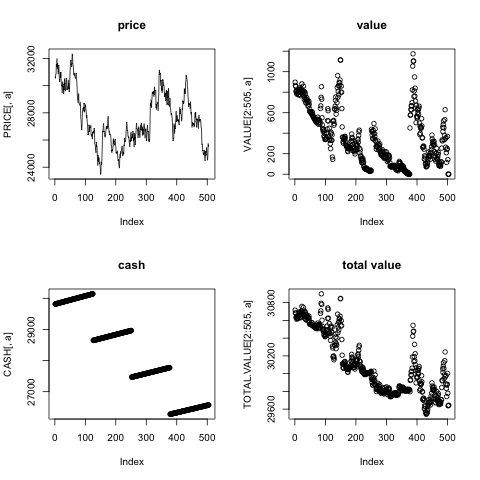 price
PRICE[, a]
24000 28000 32000
0 100 200 300 400 500
Index
value
VALUE[2:505, a]
0 200 400 600 1000
0 100 200 300 400 500
Index
cash
CASH[, a]
27000 29000
0 100 200 300 400 500
Index
total value
TOTAL.VALUE[2:505, a]
29600 30200 30800
0 100 200 300 400 500
Index